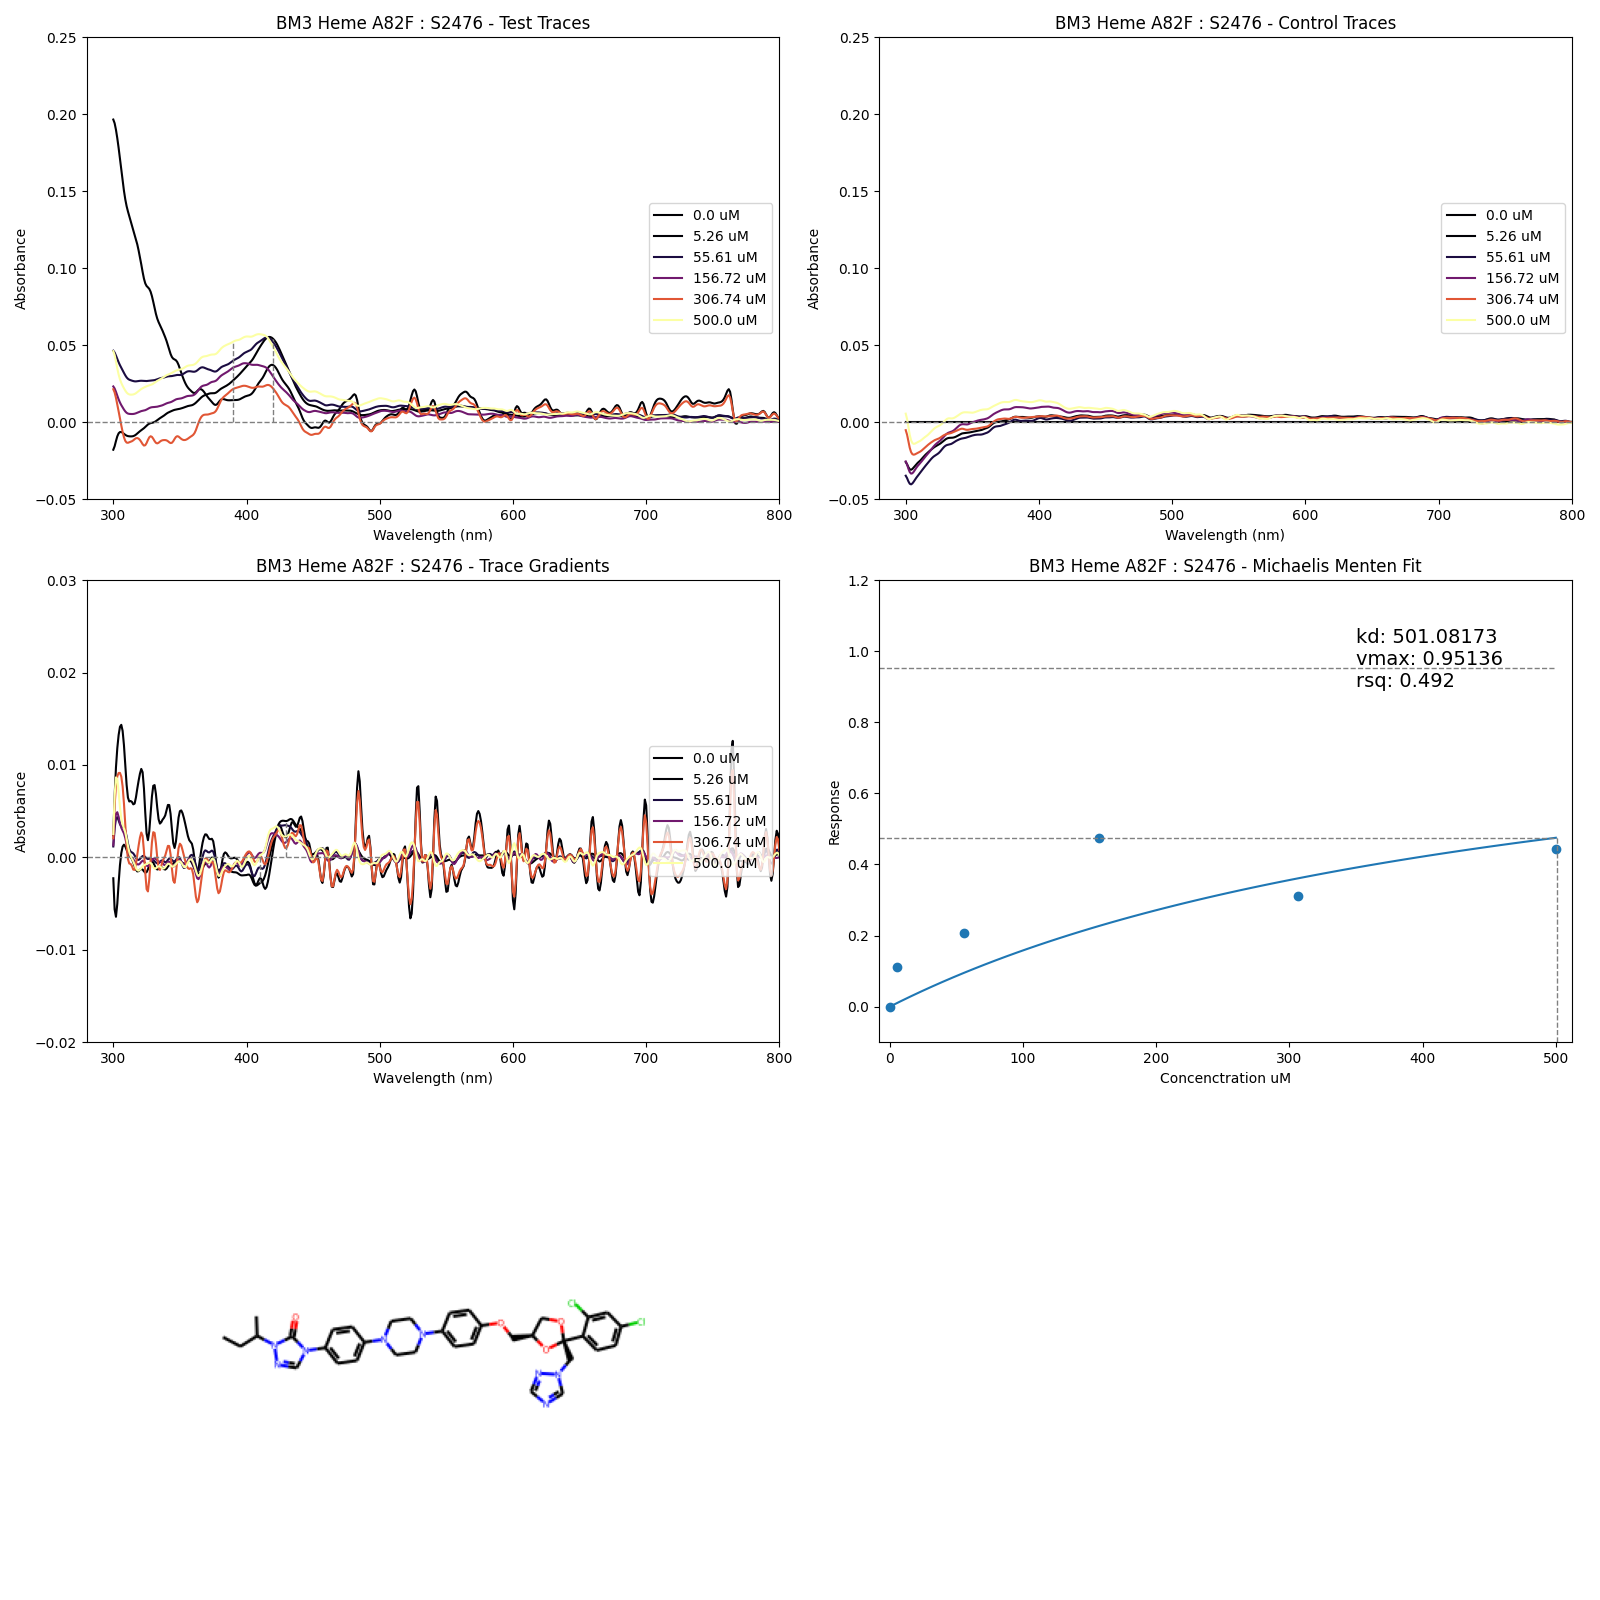 BM3 Heme A82F : S2476 - Test Traces
0.25
0.20
0.15
0.10
0.05
0.00
−0.05
Absorbance
0.0 uM
5.26 uM
55.61 uM
156.72 uM
306.74 uM
500.0 uM
300 400 500 600 700 800
Wavelength (nm)
BM3 Heme A82F : S2476 - Control Traces
0.25
0.20
0.15
0.10
0.05
0.00
−0.05
Absorbance
0.0 uM
5.26 uM
55.61 uM
156.72 uM
306.74 uM
500.0 uM
300 400 500 600 700 800
Wavelength (nm)
BM3 Heme A82F : S2476 - Trace Gradients
0.03
0.02
0.01
0.00
−0.01
−0.02
Absorbance
0.0 uM
5.26 uM
55.61 uM
156.72 uM
306.74 uM
500.0 uM
300 400 500 600 700 800
Wavelength (nm)
BM3 Heme A82F : S2476 - Michaelis Menten Fit
1.2
1.0
0.8
0.6
0.4
0.2
0.0
Response
kd: 501.08173
vmax: 0.95136
rsq: 0.492
0 100 200 300 400 500
Concenctration uM
Cl
Cl
O
O
O
O
N
N
N
N
N
N
N
N